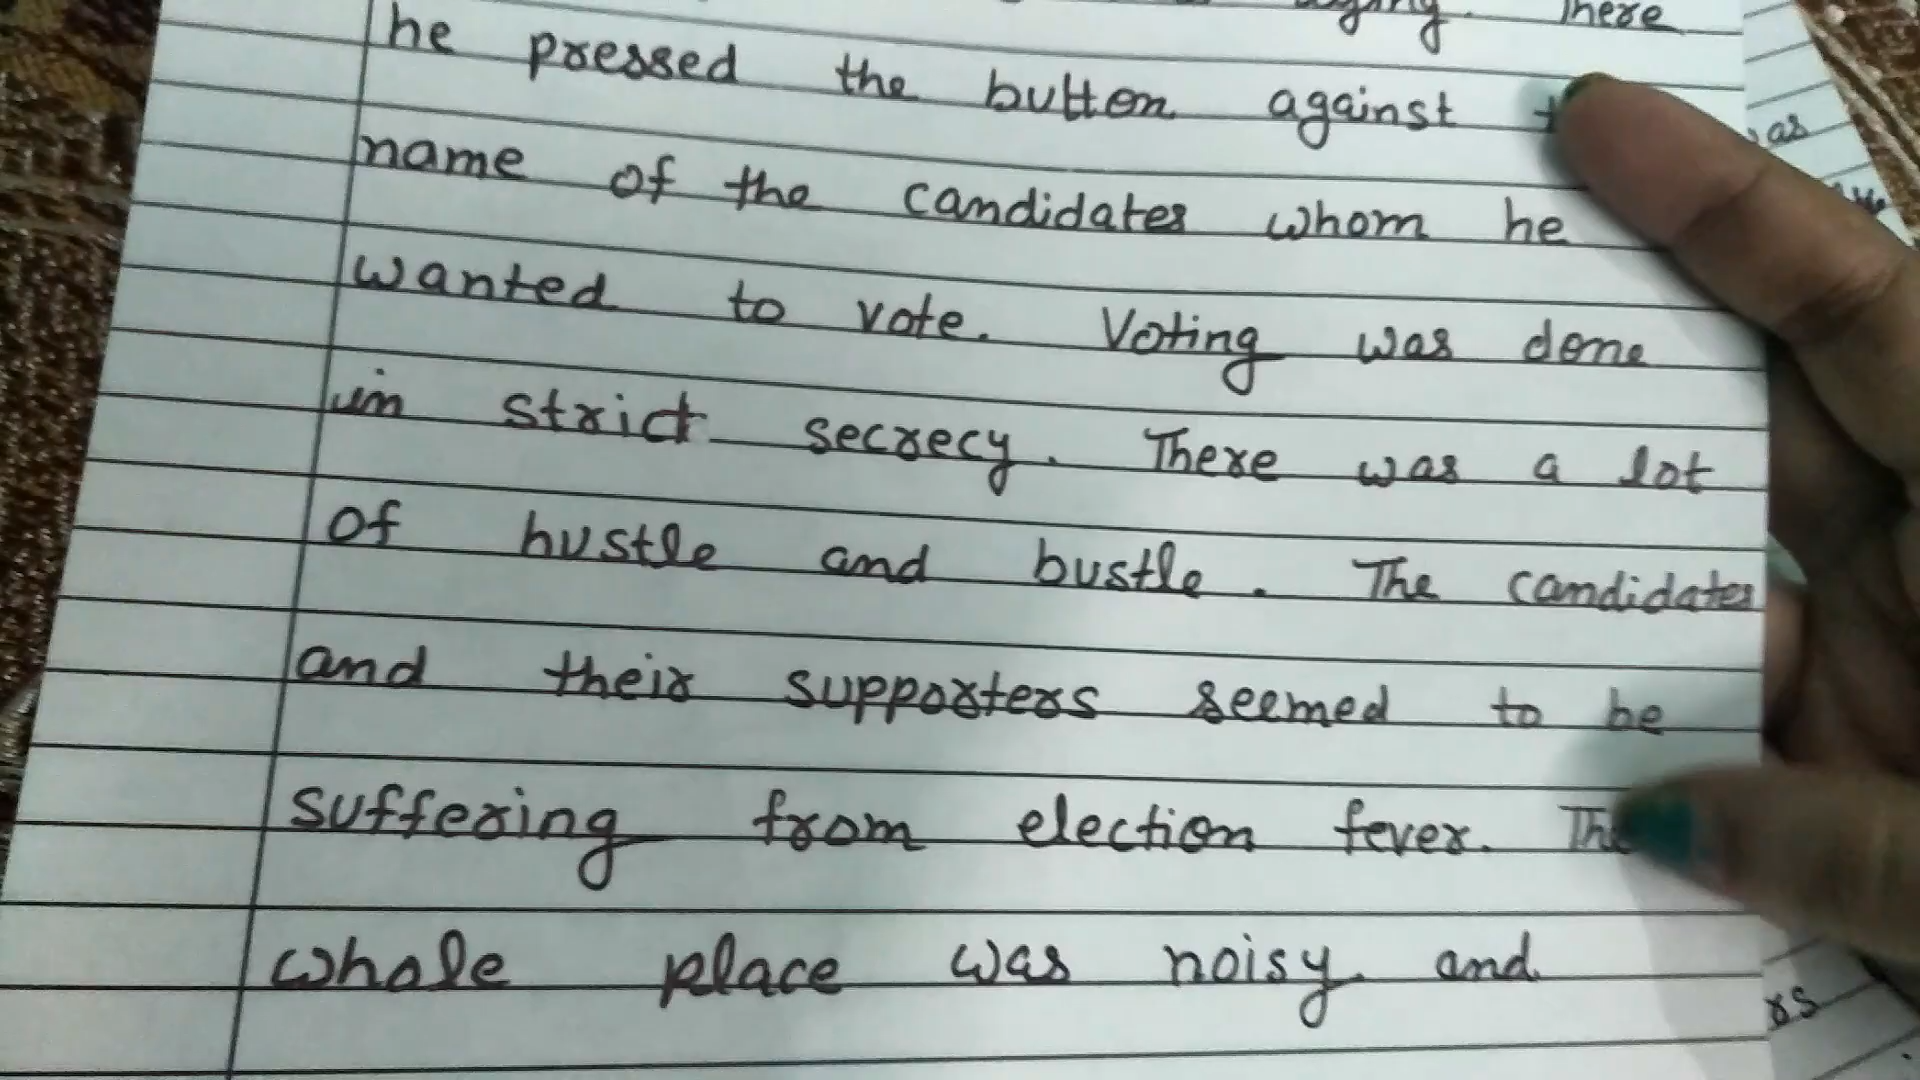 There
he pressed the button against
name of the candidates whom he
wanted to vote. Voting was done
in strict secrecy. There was a lot
of hustle and bustle. The candidates
and their supporters seemed to be
suffering from election fever.
whole place was noisy and